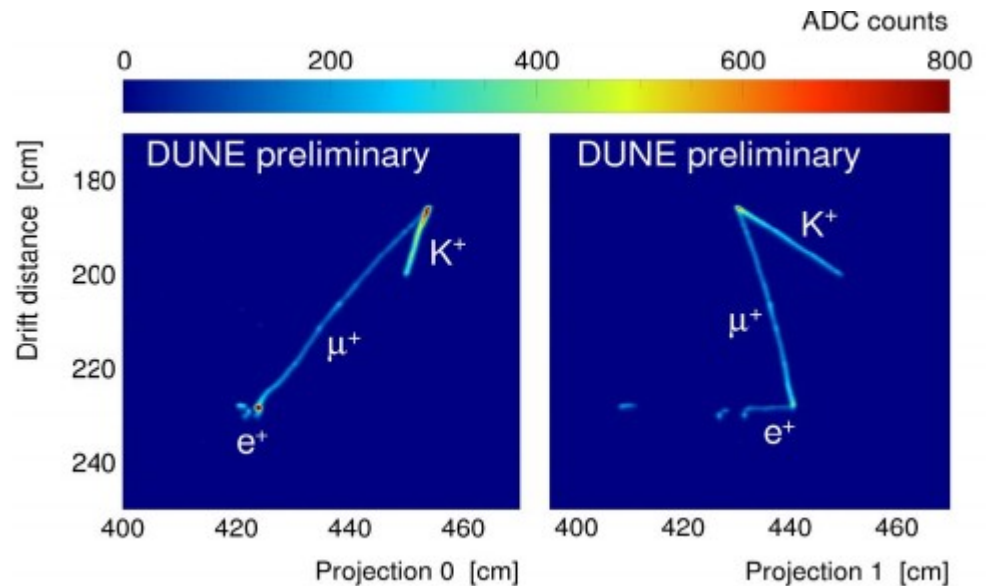 ADC counts
0 200 400 600 800
DUNE preliminary DUNE preliminary
Drift distance [cm]
180
200
220
240
K⁺
μ⁺
e⁺
K⁺
μ⁺
e⁺
400 420 440 460
400 420 440 460
Projection 0 [cm]
Projection 1 [cm]